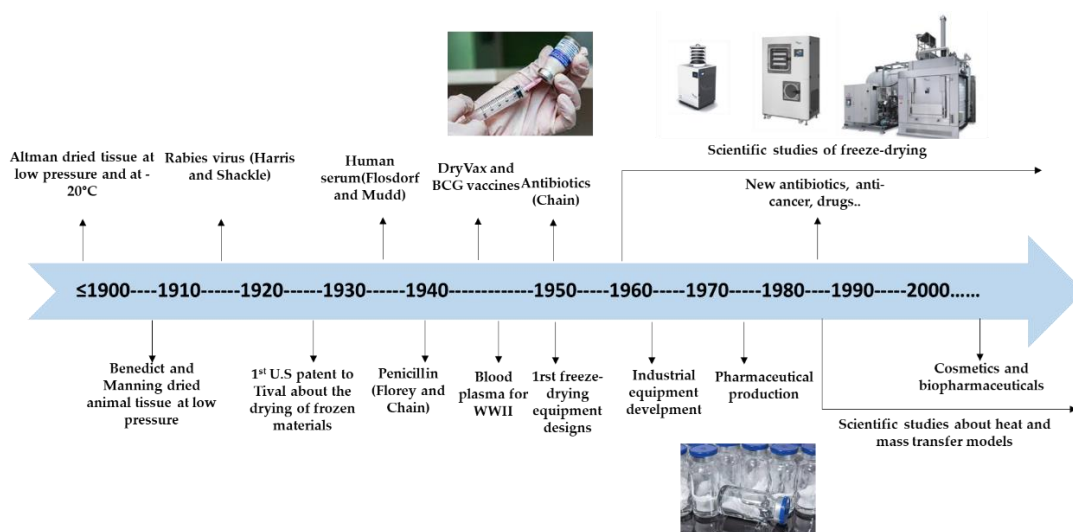 Scientific studies of freeze-drying
Altman dried tissue at
low pressure and at -
20°C
Rabies virus (Harris
and Shackle)
Human
serum(Flosdorf
and Mudd)
DryVax and
BCG vaccines
Antibiotics
(Chain)
New antibiotics, anti-
cancer, drugs..
≤1900----1910------1920-------1930------1940------------1950------1960------1970-----1980------1990-----2000......
Benedict and
Manning dried
animal tissue at low
pressure
1st U.S patent to
Tival about the
drying of frozen
materials
Penicillin
(Florey and
Chain)
Blood
plasma for
WWII
1rst freeze-
drying
equipment
designs
Industrial
equipment
develpment
Pharmaceutical
production
Cosmetics and
biopharmaceuticals
Scientific studies about heat and
mass transfer models